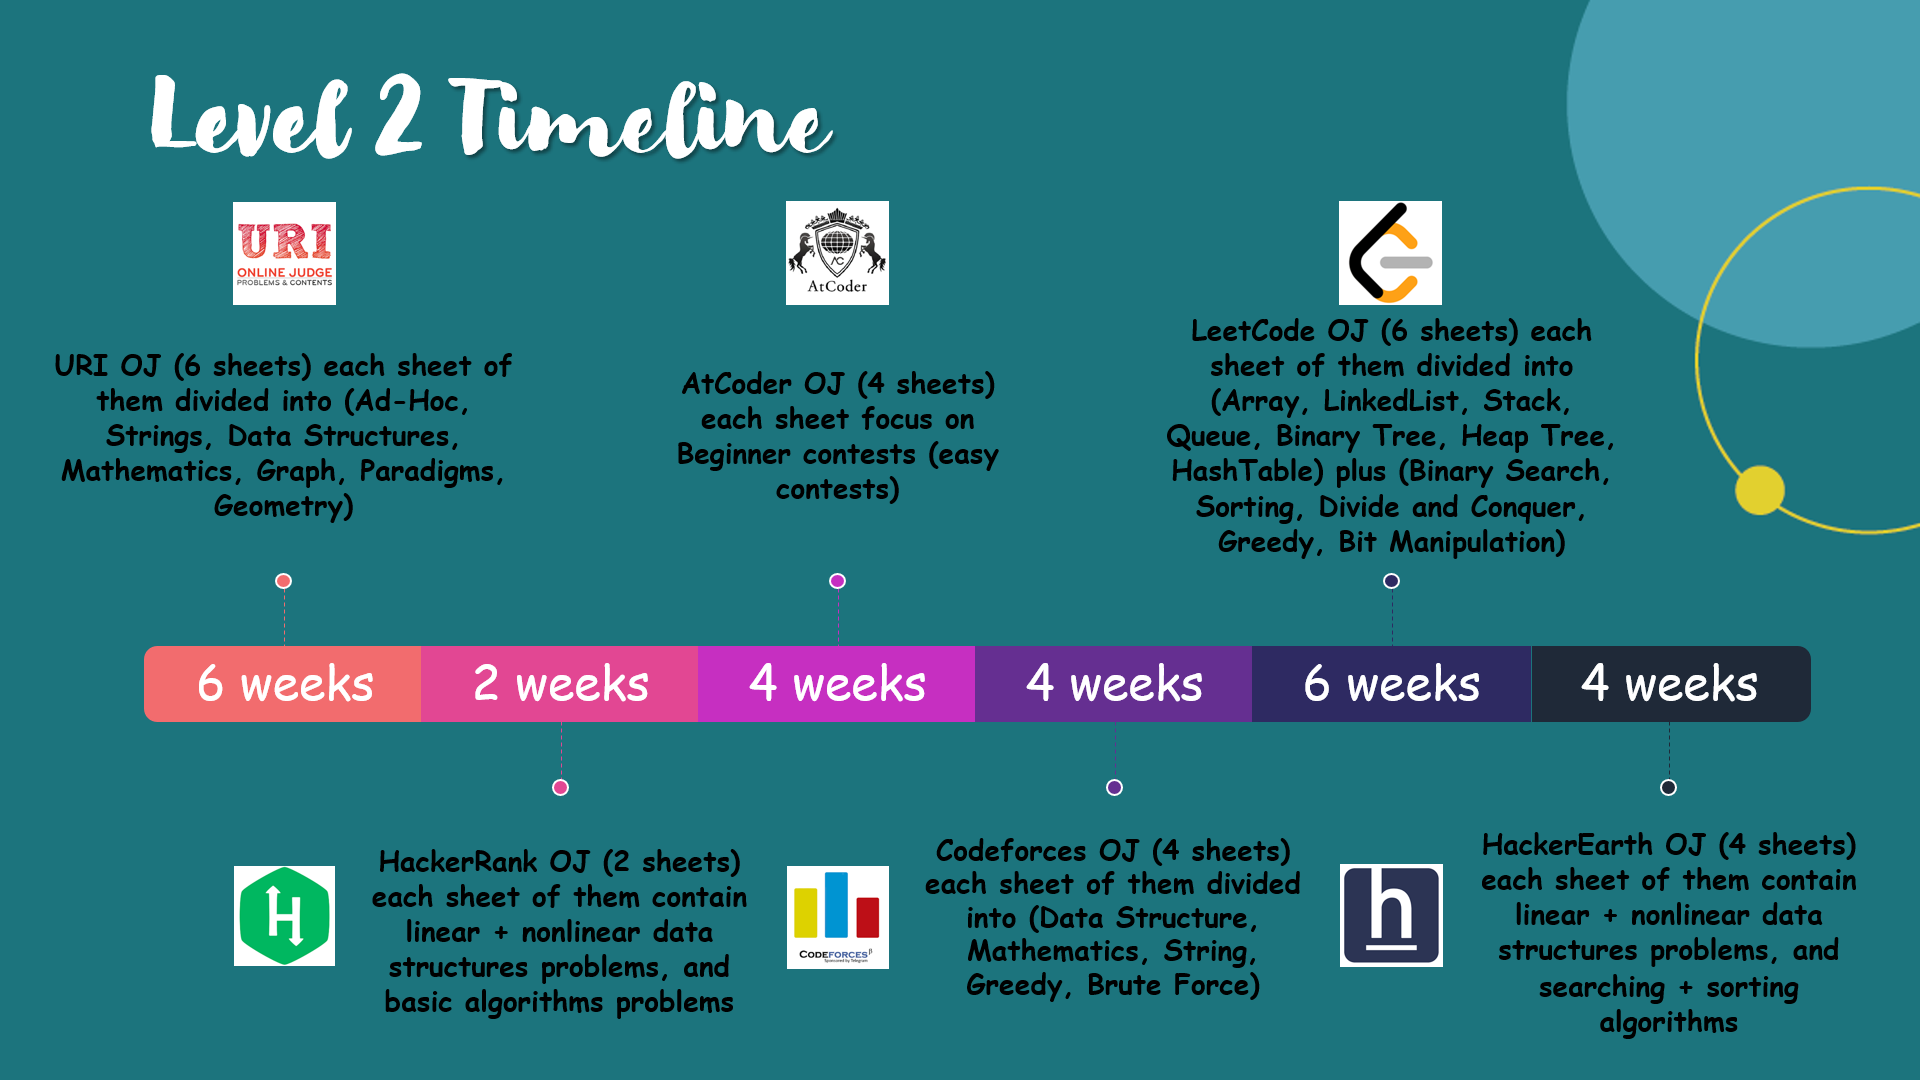 Level 2 Timeline
URI
ONLINE JUDGE
PROBLEMS & CONTENTS
URI OJ (6 sheets) each sheet of
them divided into (Ad-Hoc,
Strings, Data Structures,
Mathematics, Graph, Paradigms,
Geometry)
AC
AtCoder
AtCoder OJ (4 sheets)
each sheet focus on
Beginner contests (easy
contests)
LeetCode OJ (6 sheets) each
sheet of them divided into
(Array, LinkedList, Stack,
Queue, Binary Tree, Heap Tree,
HashTable) plus (Binary Search,
Sorting, Divide and Conquer,
Greedy, Bit Manipulation)
6 weeks
2 weeks
4 weeks
4 weeks
6 weeks
4 weeks
H
HackerRank OJ (2 sheets)
each sheet of them contain
linear + nonlinear data
structures problems, and
basic algorithms problems
CODEFORCES β
Sponsored by Telegram
Codeforces OJ (4 sheets)
each sheet of them divided
into (Data Structure,
Mathematics, String,
Greedy, Brute Force)
h
HackerEarth OJ (4 sheets)
each sheet of them contain
linear + nonlinear data
structures problems, and
searching + sorting
algorithms